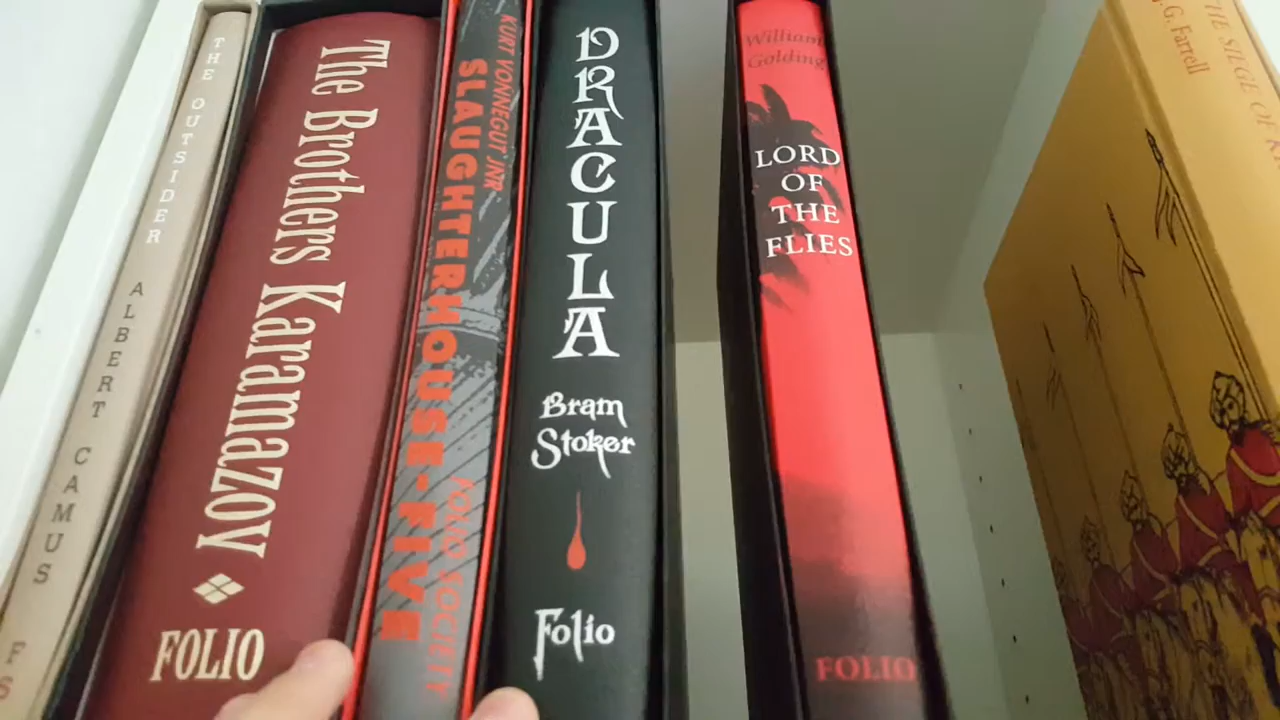 THE OUTSIDER ALBERT CAMUS
F
S
The Brothers Karamazov
FOLIO
KURT VONNEGUT JNR
SLAUGHTERHOUSE-FIVE
FOLIO SOCIETY
DRACULA
Bram
Stoker
Folio
William
Golding
LORD
OF
THE
FLIES
FOLIO
J.G. Farrell
THE SIEGE OF K